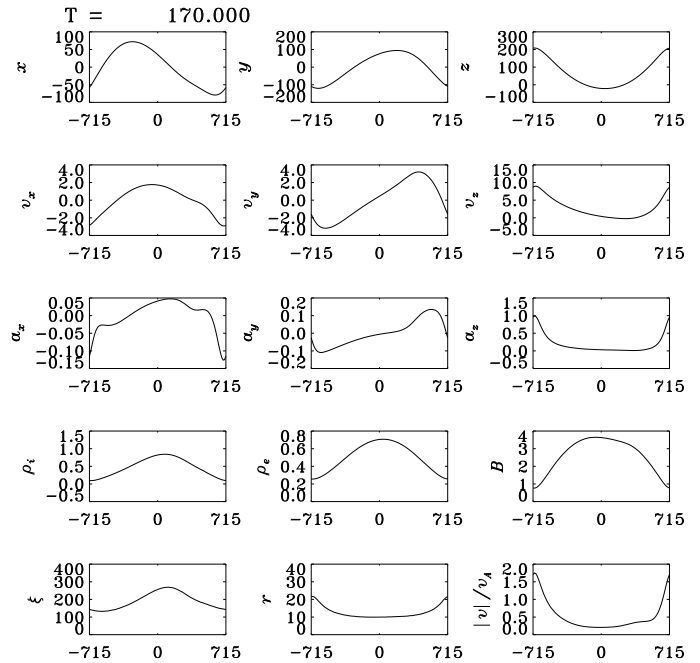 T = 170.000
100
50
0
−50
−100
x
−715 0 715
200
100
0
−100
−200
y
−715 0 715
300
200
100
0
−100
z
−715 0 715
4.0
2.0
0.0
−2.0
−4.0
v_x
−715 0 715
4.0
2.0
0.0
−2.0
−4.0
v_y
−715 0 715
15.0
10.0
5.0
0.0
−5.0
v_z
−715 0 715
0.05
0.00
−0.05
−0.10
−0.15
a_x
−715 0 715
0.2
0.1
0.0
−0.1
−0.2
a_y
−715 0 715
1.5
1.0
0.5
0.0
−0.5
a_z
−715 0 715
1.5
1.0
0.5
0.0
−0.5
ρ_i
−715 0 715
0.8
0.6
0.4
0.2
0.0
ρ_e
−715 0 715
4
3
2
1
0
B
−715 0 715
400
300
200
100
0
ξ
−715 0 715
40
30
20
10
0
r
−715 0 715
2.0
1.5
1.0
0.5
0.0
|v|/v_A
−715 0 715